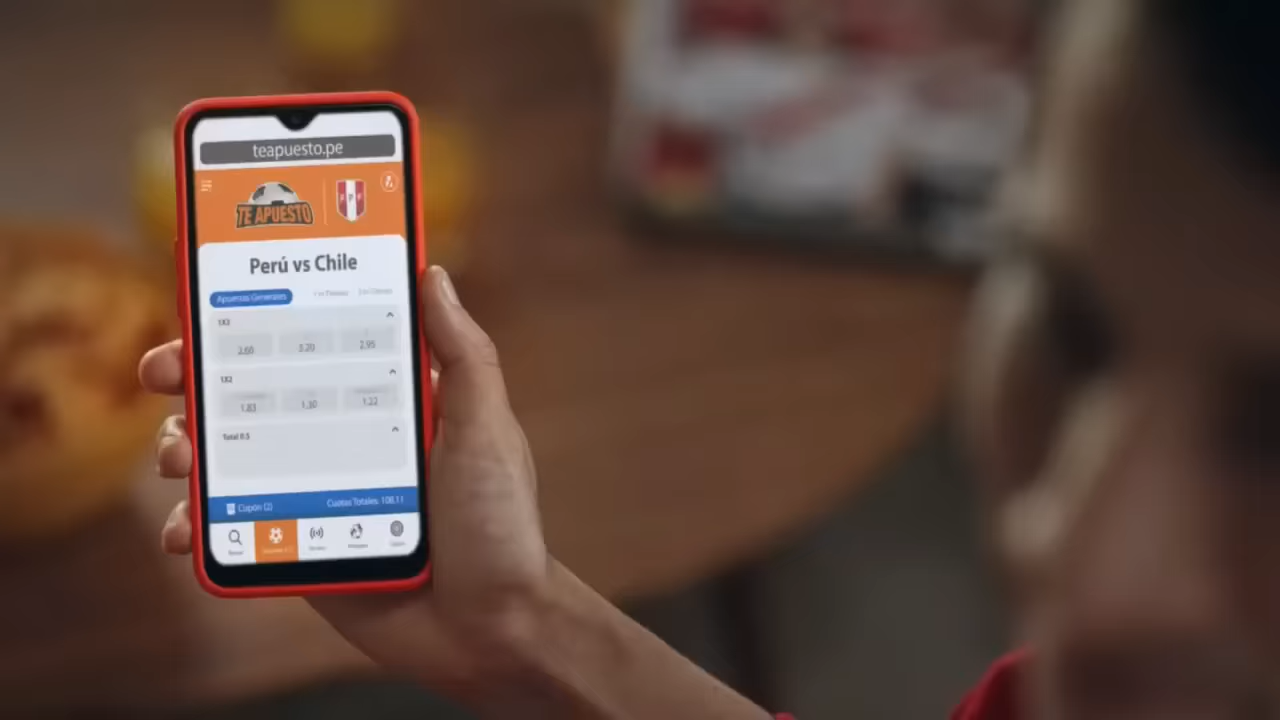 teapuesto.pe
TE APUESTO
FPF
Perú vs Chile
Apuestas Generales
1X2
2.60 3.20 2.95
1X2
1.83 1.30 1.22
Total 0.5
Cupón (2) Cuotas Totales: 108.11